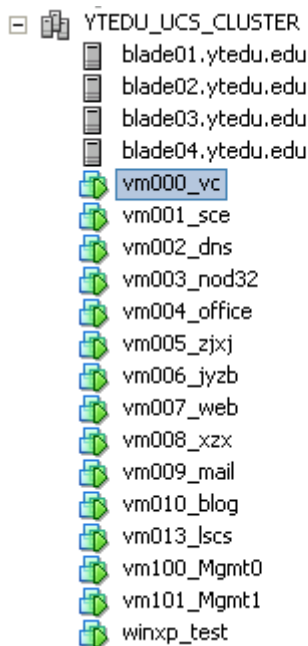 YTEDU_UCS_CLUSTER
blade01.ytedu.edu
blade02.ytedu.edu
blade03.ytedu.edu
blade04.ytedu.edu
vm000_vc
vm001_sce
vm002_dns
vm003_nod32
vm004_office
vm005_zjxj
vm006_jyzb
vm007_web
vm008_xzx
vm009_mail
vm010_blog
vm013_lscs
vm100_Mgmt0
vm101_Mgmt1
winxp_test